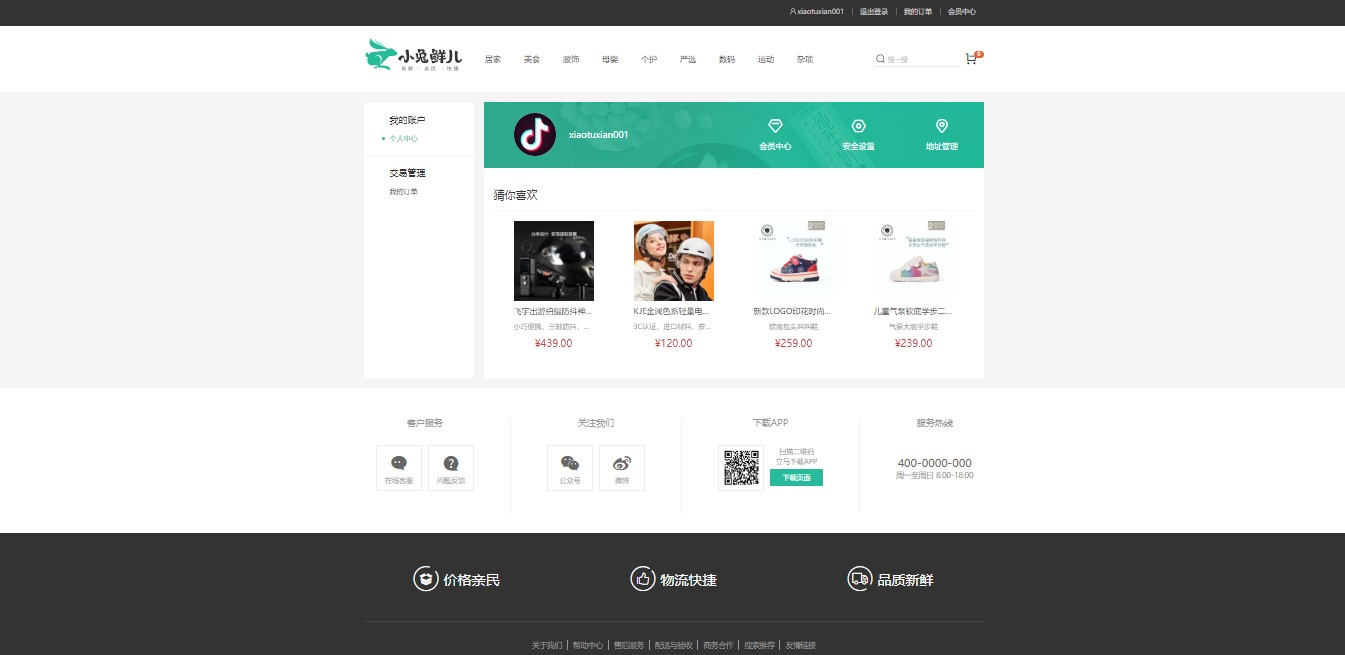 xiaotuxian001 退出登录 我的订单 会员中心
小兔鲜儿
新鲜 · 亲民 · 快捷
居家 美食 服饰 母婴 个护 严选 数码 运动 杂项
搜一搜
0
我的账户
个人中心
交易管理
我的订单
xiaotuxian001
会员中心 安全设置 地址管理
猜你喜欢
飞宇出游拍摄防抖神...
小巧便携、三轴防抖、...
¥439.00
KJE金属色系轻量电...
3C认证，进口材料、安...
¥120.00
新款LOGO印花时尚...
软底包头叫叫鞋
¥259.00
儿童气泵软底学步二...
气泵大底学步鞋
¥239.00
客户服务
在线客服 问题反馈
关注我们
公众号 微博
下载APP
扫描二维码
立马下载APP
下载页面
服务热线
400-0000-000
周一至周日 8:00-18:00
价格亲民 物流快捷 品质新鲜
关于我们 帮助中心 售后服务 配送与验收 商务合作 搜索推荐 友情链接